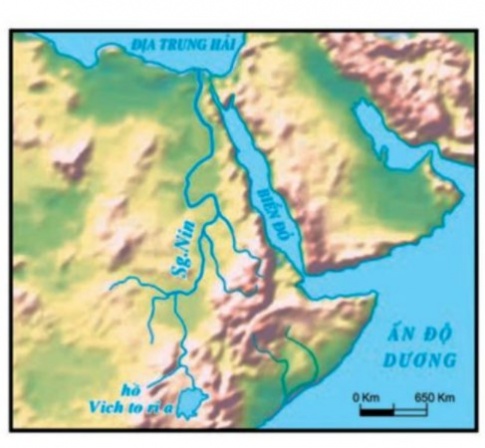 ĐỊA TRUNG HẢI
BIỂN ĐỎ
Sg.Nin
ẤN ĐỘ
DƯƠNG
hồ
Vich to ri a
0 Km 650 Km